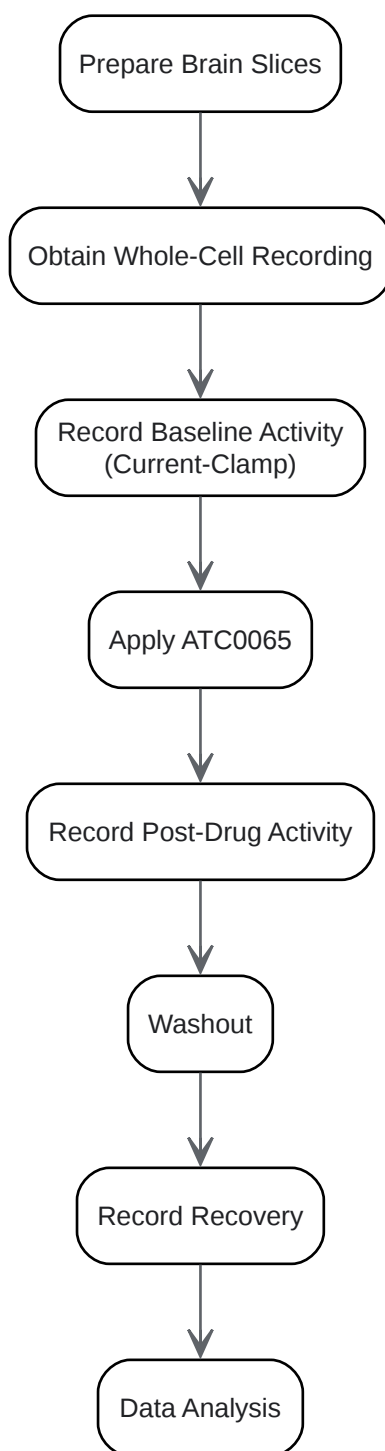 Prepare Brain Slices
Obtain Whole-Cell Recording
Record Baseline Activity
(Current-Clamp)
Apply ATC0065
Record Post-Drug Activity
Washout
Record Recovery
Data Analysis